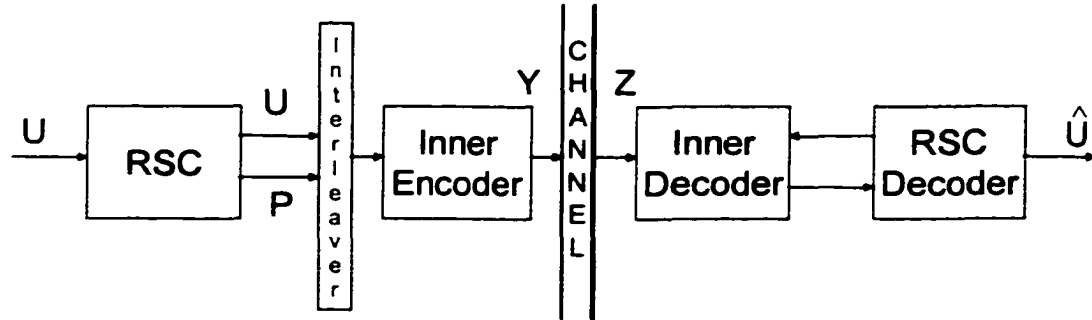 U
RSC
U
P
Interleaver
Inner
Encoder
Y
CHANNEL
Z
Inner
Decoder
RSC
Decoder
Û